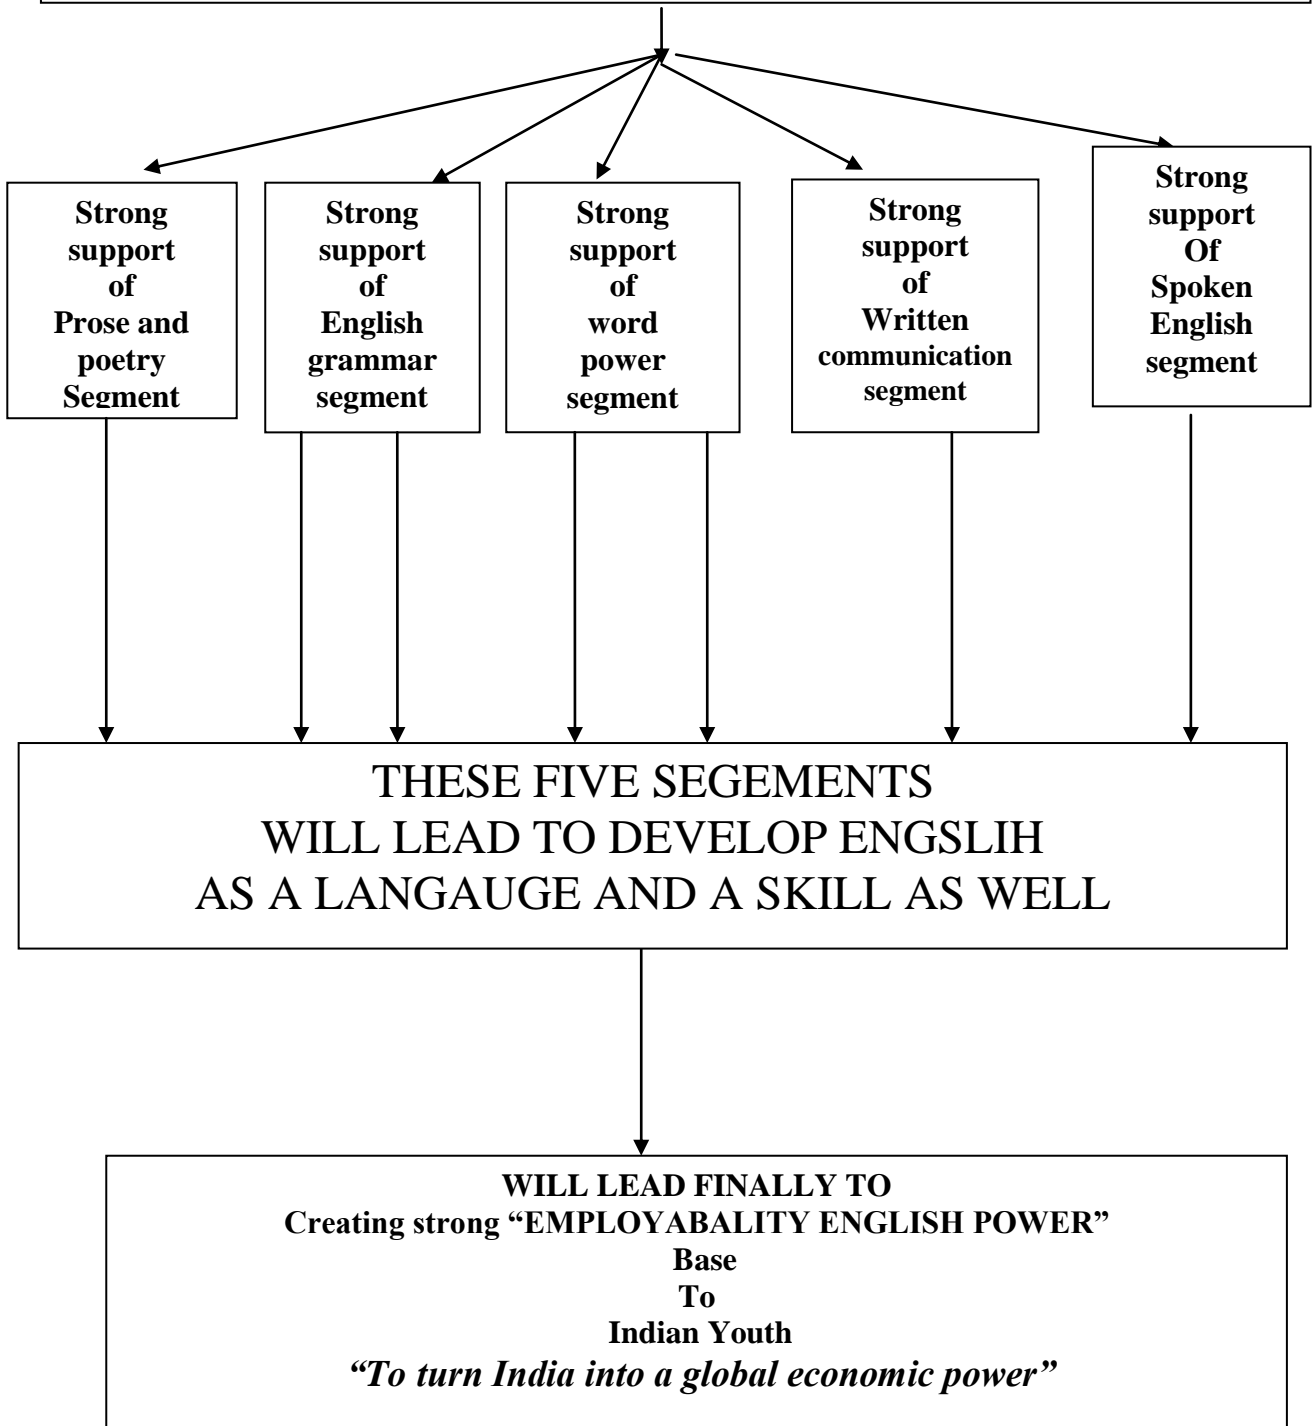 Strong
support
of
Prose and
poetry
Segment
Strong
support
of
English
grammar
segment
Strong
support
of
word
power
segment
Strong
support
of
Written
communication
segment
Strong
support
Of
Spoken
English
segment
THESE FIVE SEGEMENTS
WILL LEAD TO DEVELOP ENGSLIH
AS A LANGAUGE AND A SKILL AS WELL
WILL LEAD FINALLY TO
Creating strong “EMPLOYABALITY ENGLISH POWER”
Base
To
Indian Youth
“To turn India into a global economic power”